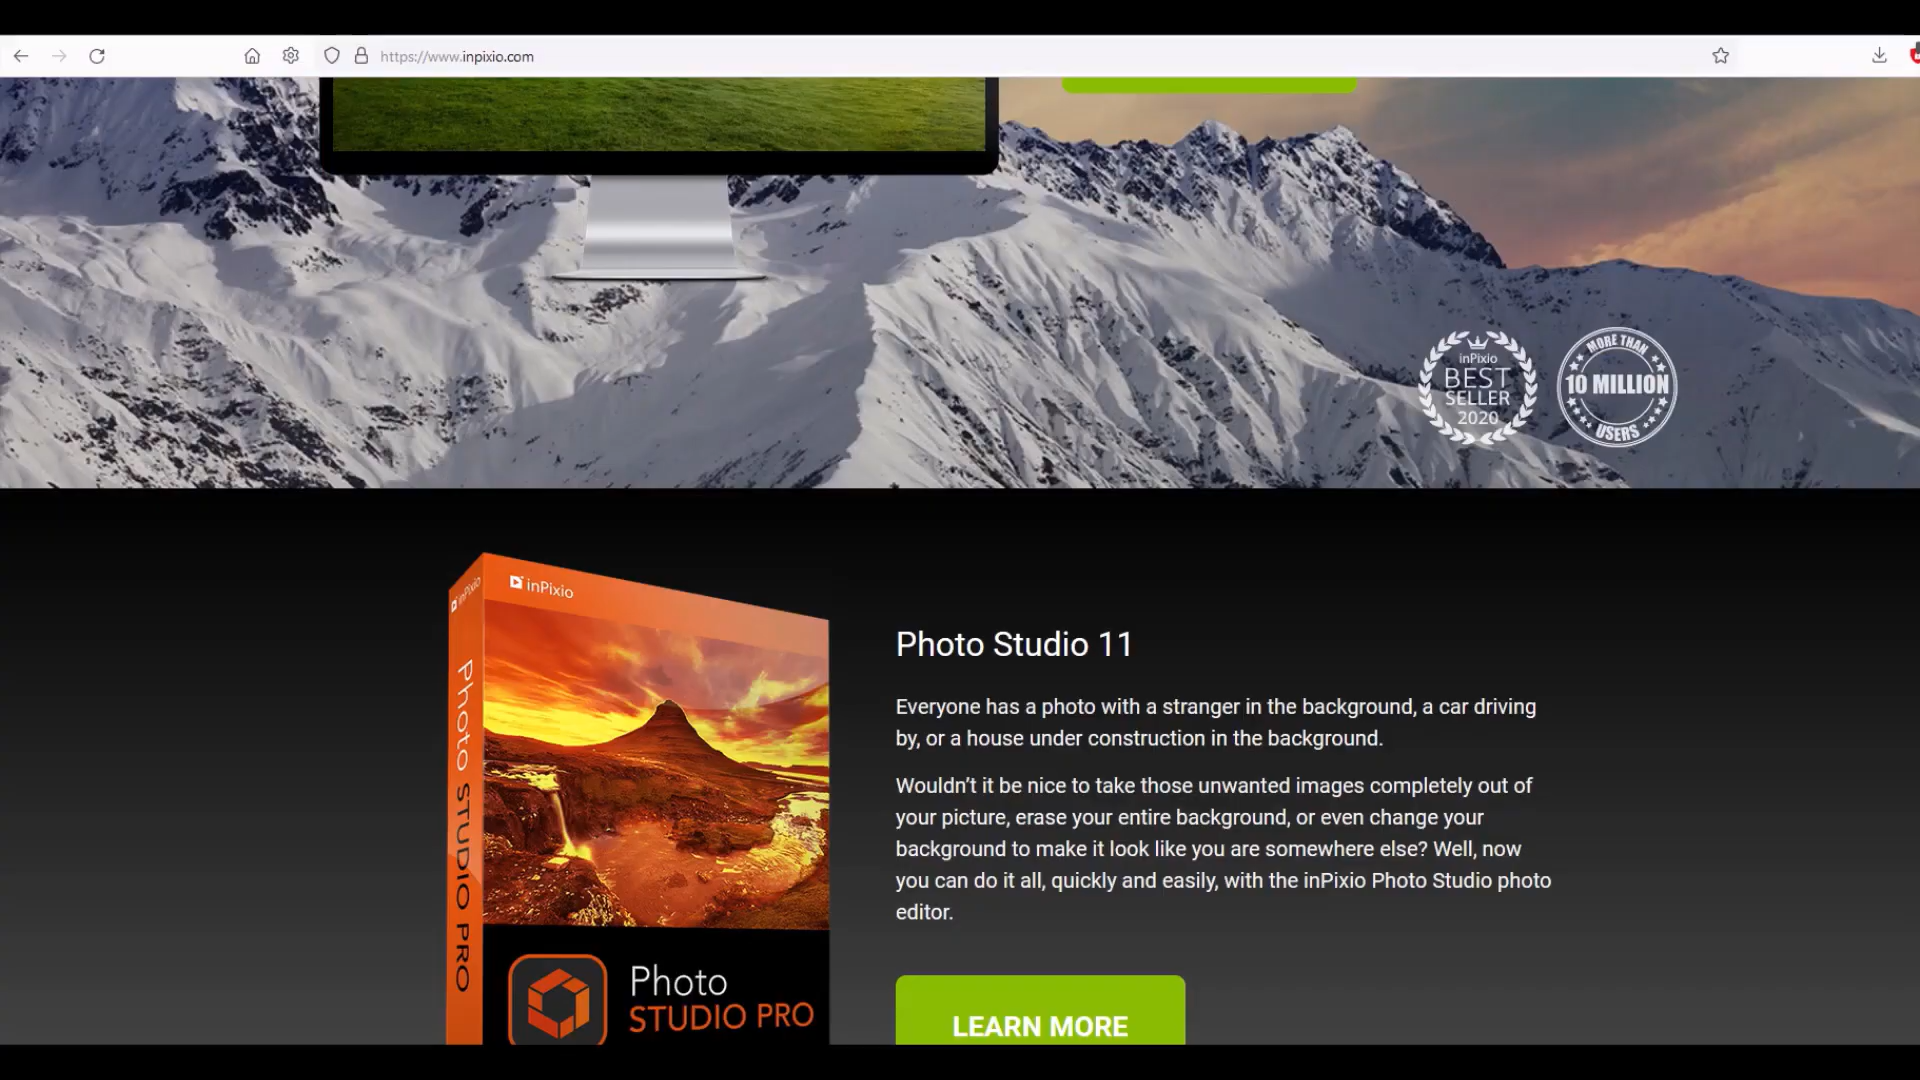 https://www.inpixio.com
inPixio
BEST
SELLER
2020
MORE THAN
10 MILLION
USERS
inPixio
inPixio
Photo STUDIO PRO
Photo
STUDIO PRO
Photo Studio 11
Everyone has a photo with a stranger in the background, a car driving
by, or a house under construction in the background.
Wouldn’t it be nice to take those unwanted images completely out of
your picture, erase your entire background, or even change your
background to make it look like you are somewhere else? Well, now
you can do it all, quickly and easily, with the inPixio Photo Studio photo
editor.
LEARN MORE